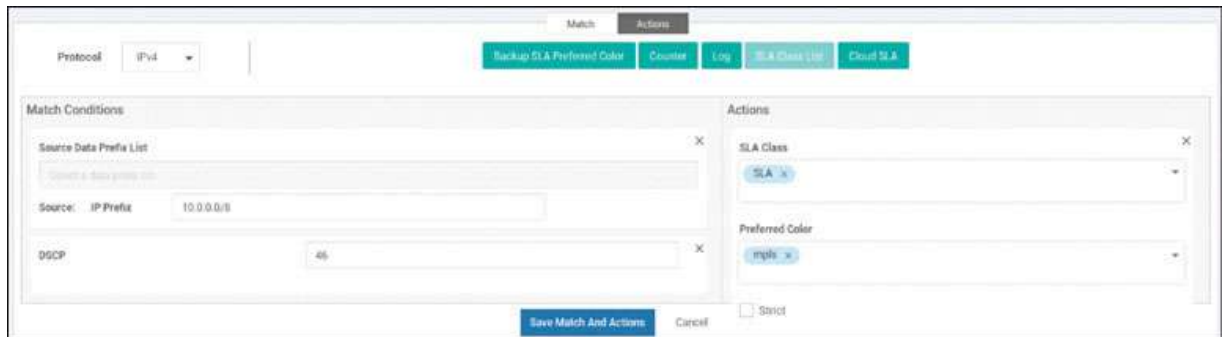 Match Actions
Protocol IPv4 Backup SLA Preferred Color Counter Log SLA Class List Cloud SLA
Match Conditions Actions
Source Data Prefix List × SLA Class ×
SLA ×
Source: IP Prefix 10.0.0.0/8
Preferred Color
DSCP 46 × mpls ×
Strict
Save Match And Actions Cancel